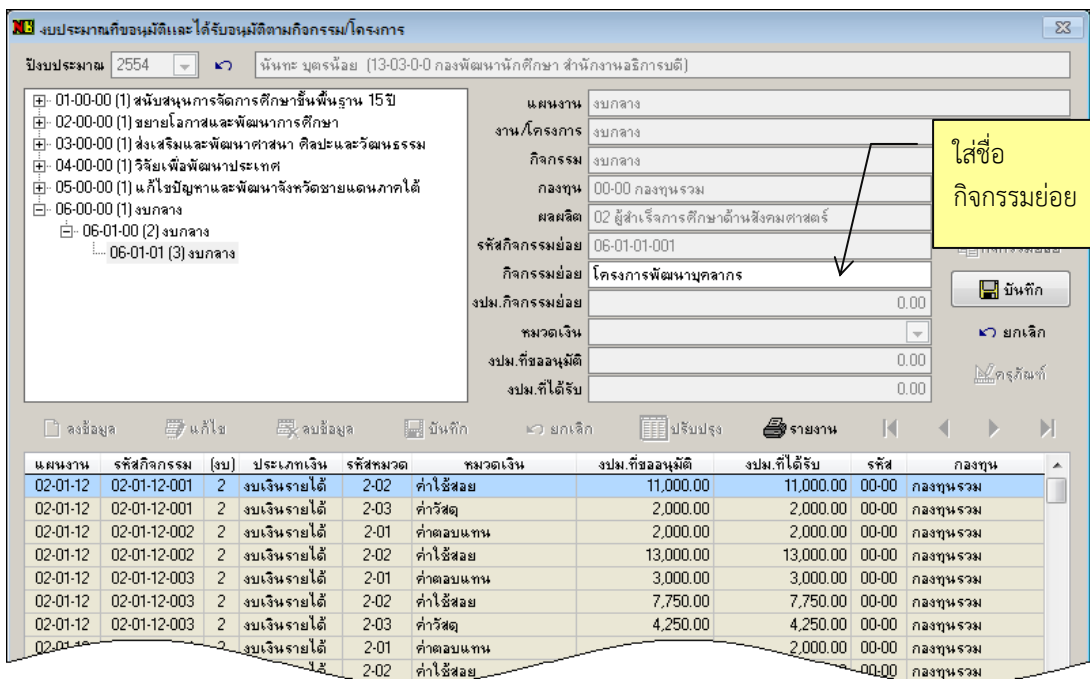 งบประมาณที่ขอนุมัติและได้รับอนุมัติตามกิจกรรม/โครงการ
ปีงบประมาณ 2554 นันทะ บุตรน้อย (13-03-0-0 กองพัฒนานักศึกษา สำนักงานอธิการบดี)
01-00-00 (1) สนับสนุนการจัดการศึกษาขั้นพื้นฐาน 15 ปี
02-00-00 (1) ขยายโอกาสและพัฒนาการศึกษา
03-00-00 (1) ส่งเสริมและพัฒนาศาสนา ศิลปะและวัฒนธรรม
04-00-00 (1) วิจัยเพื่อพัฒนาประเทศ
05-00-00 (1) แก้ไขปัญหาและพัฒนาจังหวัดชายแดนภาคใต้
06-00-00 (1) งบกลาง
06-01-00 (2) งบกลาง
06-01-01 (3) งบกลาง
แผนงาน งบกลาง
งาน/โครงการ งบกลาง
กิจกรรม งบกลาง
กองทุน 00-00 กองทุนรวม
ผลผลิต 02 ผู้สำเร็จการศึกษาด้านสังคมศาสตร์
รหัสกิจกรรมย่อย 06-01-01-001
กิจกรรมย่อย โครงการพัฒนาบุคลากร
งปม.กิจกรรมย่อย 0.00
หมวดเงิน
งปม.ที่ขออนุมัติ 0.00
งปม.ที่ได้รับ 0.00
ใส่ชื่อ
กิจกรรมย่อย
บันทึก
ยกเลิก
ครุภัณฑ์
ลงข้อมูล แก้ไข ลบข้อมูล บันทึก ยกเลิก ปรับปรุง รายงาน
แผนงาน รหัสกิจกรรม (งบ) ประเภทเงิน รหัสหมวด หมวดเงิน งปม.ที่ขออนุมัติ งปม.ที่ได้รับ รหัส กองทุน
02-01-12 02-01-12-001 2 งบเงินรายได้ 2-02 ค่าใช้สอย 11,000.00 11,000.00 00-00 กองทุนรวม
02-01-12 02-01-12-001 2 งบเงินรายได้ 2-03 ค่าวัสดุ 2,000.00 2,000.00 00-00 กองทุนรวม
02-01-12 02-01-12-002 2 งบเงินรายได้ 2-01 ค่าตอบแทน 2,000.00 2,000.00 00-00 กองทุนรวม
02-01-12 02-01-12-002 2 งบเงินรายได้ 2-02 ค่าใช้สอย 13,000.00 13,000.00 00-00 กองทุนรวม
02-01-12 02-01-12-003 2 งบเงินรายได้ 2-01 ค่าตอบแทน 3,000.00 3,000.00 00-00 กองทุนรวม
02-01-12 02-01-12-003 2 งบเงินรายได้ 2-02 ค่าใช้สอย 7,750.00 7,750.00 00-00 กองทุนรวม
02-01-12 02-01-12-003 2 งบเงินรายได้ 2-03 ค่าวัสดุ 4,250.00 4,250.00 00-00 กองทุนรวม
2 งบเงินรายได้ 2-01 ค่าตอบแทน 2,000.00 00-00 กองทุนรวม
2-02 ค่าใช้สอย 00-00 กองทุนรวม